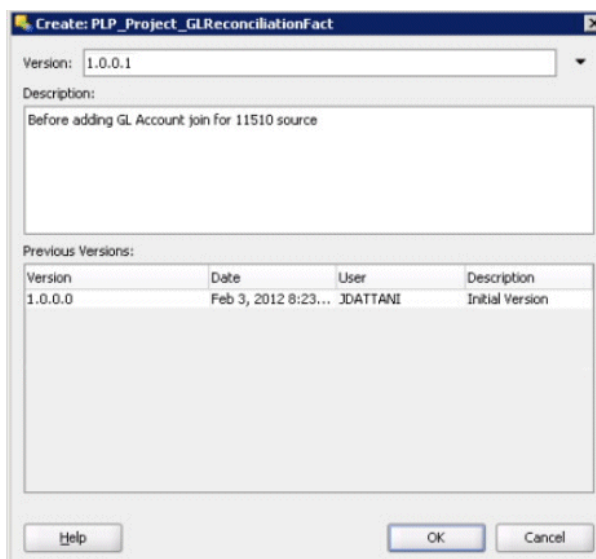 Create: PLP_Project_GLReconciliationFact
Version: 1.0.0.1
Description:
Before adding GL Account join for 11510 source
Previous Versions:
Version Date User Description
1.0.0.0 Feb 3, 2012 8:23... JDATTANI Initial Version
Help OK Cancel